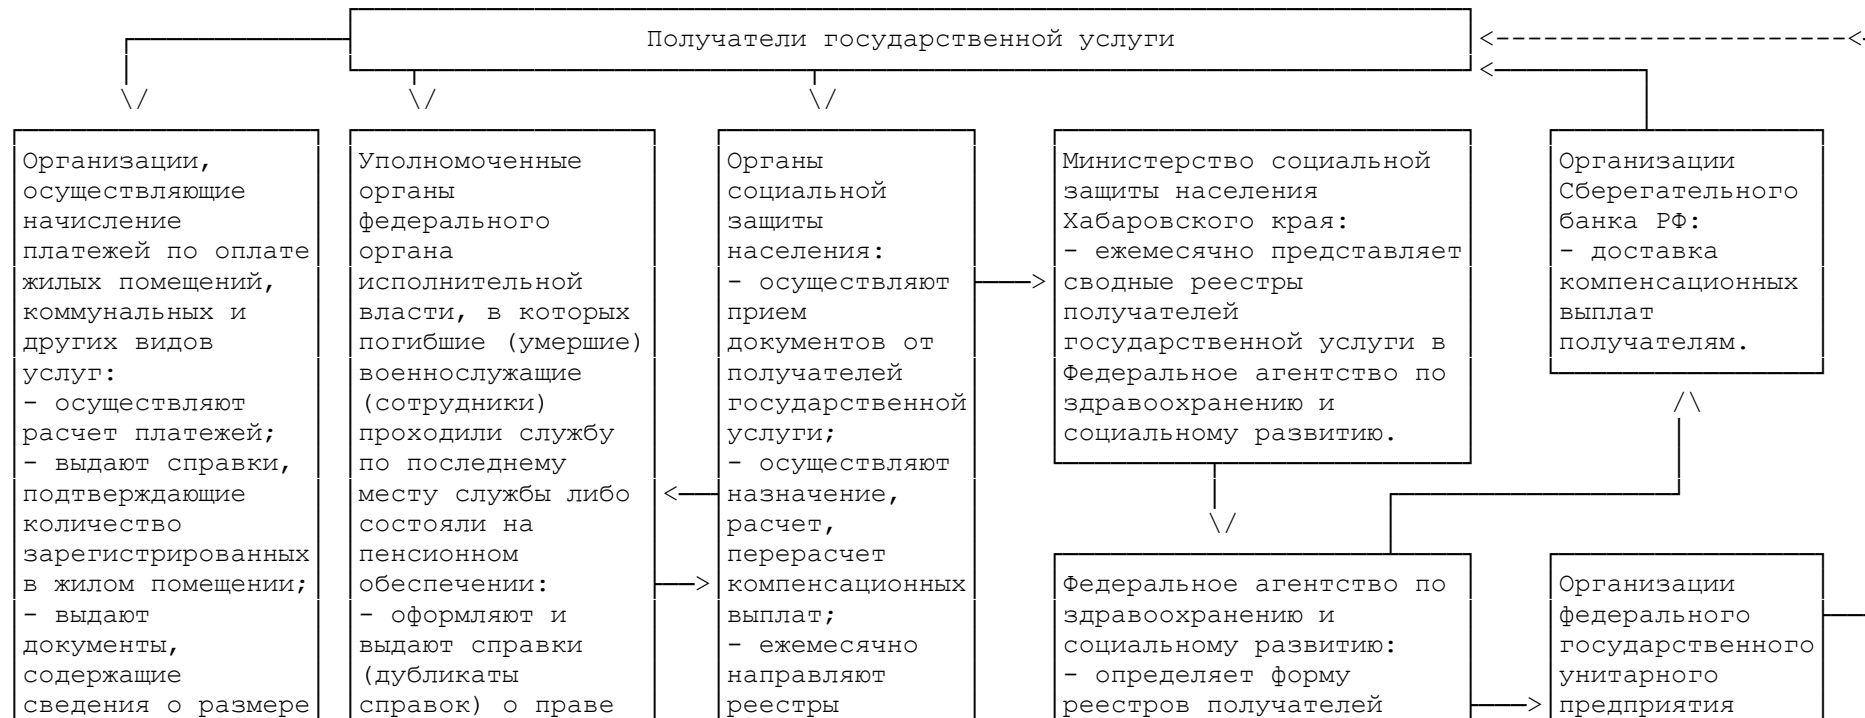 Получатели государственной услуги
Организации,
осуществляющие
начисление
платежей по оплате
жилых помещений,
коммунальных и
других видов
услуг:
- осуществляют
расчет платежей;
- выдают справки,
подтверждающие
количество
зарегистрированных
в жилом помещении;
- выдают
документы,
содержащие
сведения о размере
Уполномоченные
органы
федерального
органа
исполнительной
власти, в которых
погибшие (умершие)
военнослужащие
(сотрудники)
проходили службу
по последнему
месту службы либо
состояли на
пенсионном
обеспечении:
- оформляют и
выдают справки
(дубликаты
справок) о праве
Органы
социальной
защиты
населения:
- осуществляют
прием
документов от
получателей
государственной
услуги;
- осуществляют
назначение,
расчет,
перерасчет
компенсационных
выплат;
- ежемесячно
направляют
реестры
Министерство социальной
защиты населения
Хабаровского края:
- ежемесячно представляет
сводные реестры
получателей
государственной услуги в
Федеральное агентство по
здравоохранению и
социальному развитию.
Организации
Сберегательного
банка РФ:
- доставка
компенсационных
выплат
получателям.
Федеральное агентство по
здравоохранению и
социальному развитию:
- определяет форму
реестров получателей
Организации
федерального
государственного
унитарного
предприятия